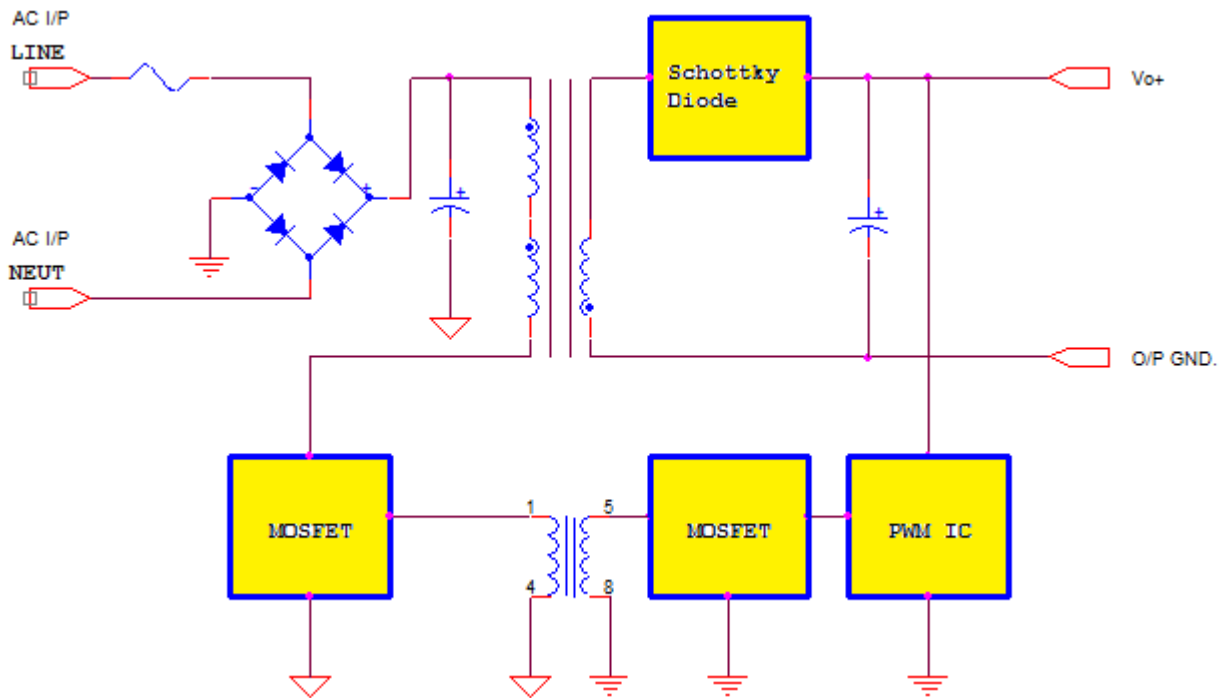 AC I/P
LINE
Schottky
Diode
Vo+
+
+
-
+
AC I/P
NEUT
O/P GND.
1
5
MOSFET
MOSFET
PWM IC
4
8